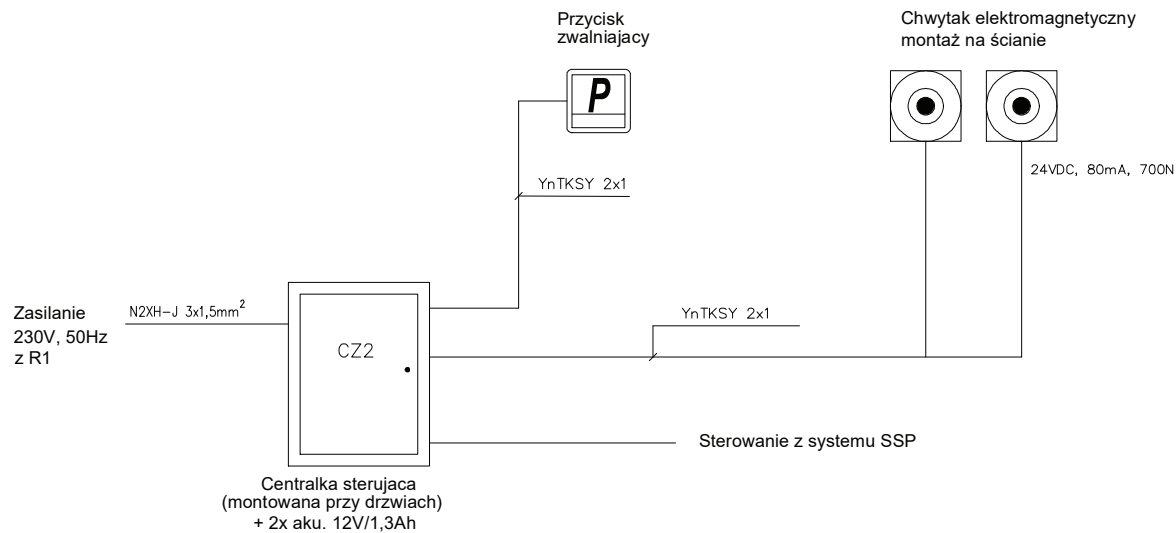 Przycisk
zwalniajacy
P
Chwytak elektromagnetyczny
montaż na ścianie
24VDC, 80mA, 700N
YnTKSY 2x1
Zasilanie
230V, 50Hz
z R1
N2XH-J 3x1,5mm²
CZ2
YnTKSY 2x1
Sterowanie z systemu SSP
Centralka sterujaca
(montowana przy drzwiach)
+ 2x aku. 12V/1,3Ah